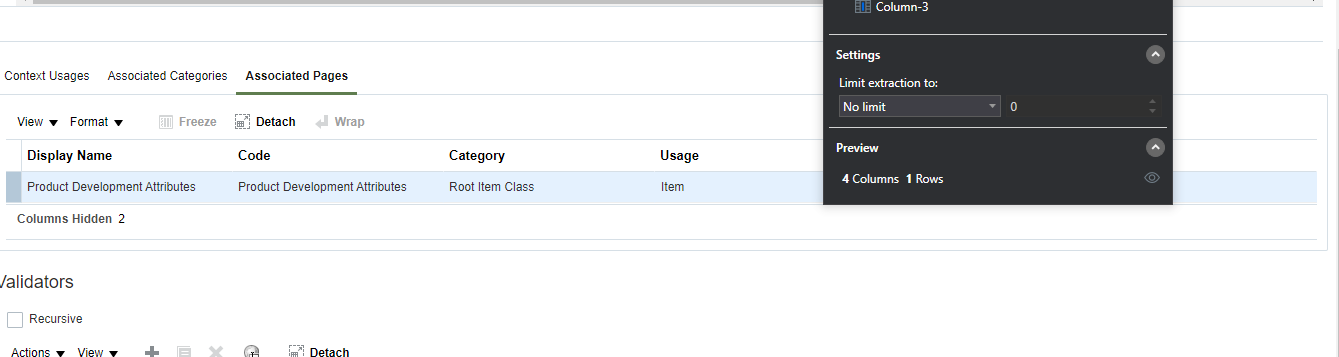 Column-3
Settings
Context Usages Associated Categories Associated Pages
Limit extraction to:
No limit 0
View Format Freeze Detach Wrap
Preview
Display Name Code Category Usage
4 Columns 1 Rows
Product Development Attributes Product Development Attributes Root Item Class Item
Columns Hidden 2
Validators
Recursive
Actions View Detach